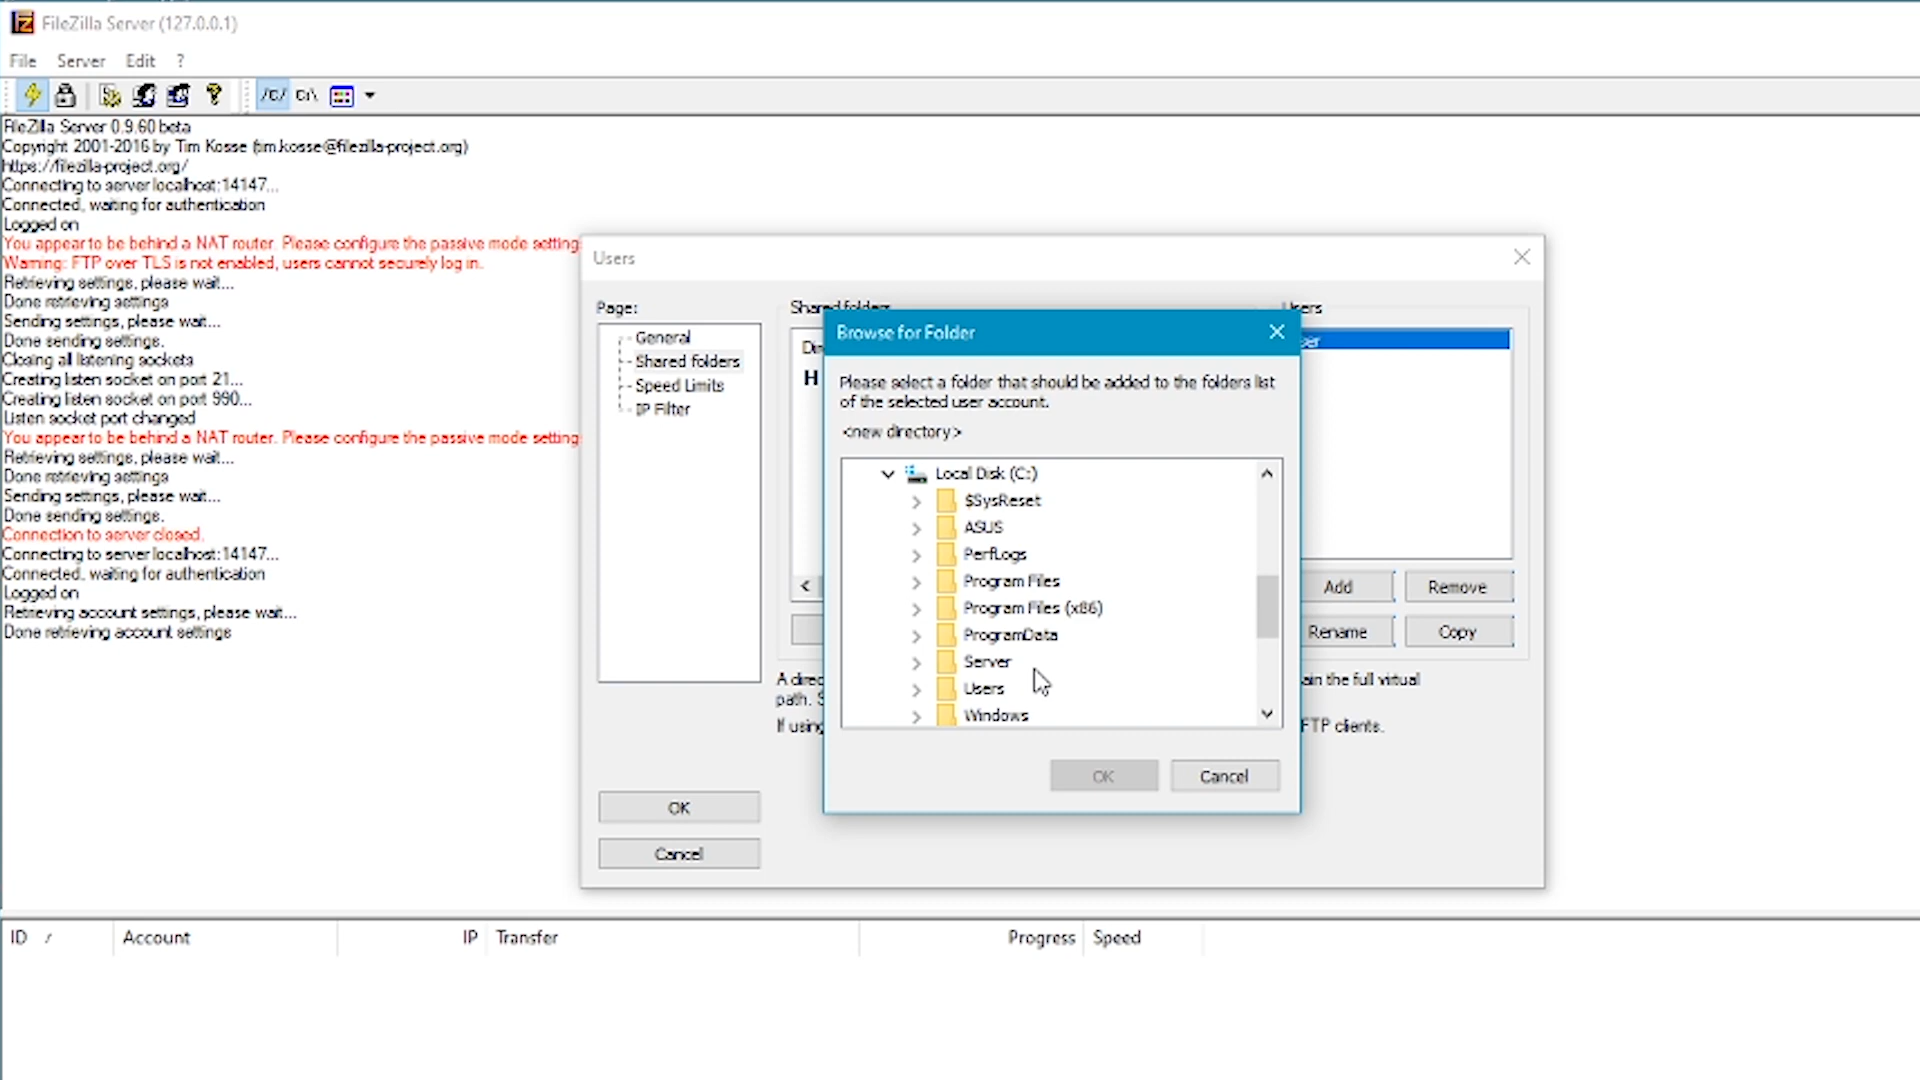 FileZilla Server (127.0.0.1)
File Server Edit ?
/C/ C:\
FileZilla Server 0.9.60 beta
Copyright 2001-2016 by Tim Kosse (tim.kosse@filezilla-project.org)
https://filezilla-project.org/
Connecting to server localhost:14147...
Connected, waiting for authentication
Logged on
You appear to be behind a NAT router. Please configure the passive mode setting
Warning: FTP over TLS is not enabled, users cannot securely log in.
Retrieving settings, please wait...
Done retrieving settings
Sending settings, please wait...
Done sending settings.
Closing all listening sockets
Creating listen socket on port 21...
Creating listen socket on port 990...
Listen socket port changed
You appear to be behind a NAT router. Please configure the passive mode setting
Retrieving settings, please wait...
Done retrieving settings
Sending settings, please wait...
Done sending settings.
Connection to server closed.
Connecting to server localhost:14147...
Connected, waiting for authentication
Logged on
Retrieving account settings, please wait...
Done retrieving account settings
Users
Page:
General
Shared folders
Speed Limits
IP Filter
OK
Cancel
Shared folders
H
Users
Add Remove
Rename Copy
A direc
ain the full virtual
path. S
If using
FTP clients.
Browse for Folder
Please select a folder that should be added to the folders list
of the selected user account.
<new directory>
Local Disk (C:)
$SysReset
ASUS
PerfLogs
Program Files
Program Files (x86)
ProgramData
Server
Users
Windows
OK Cancel
ID / Account IP Transfer Progress Speed